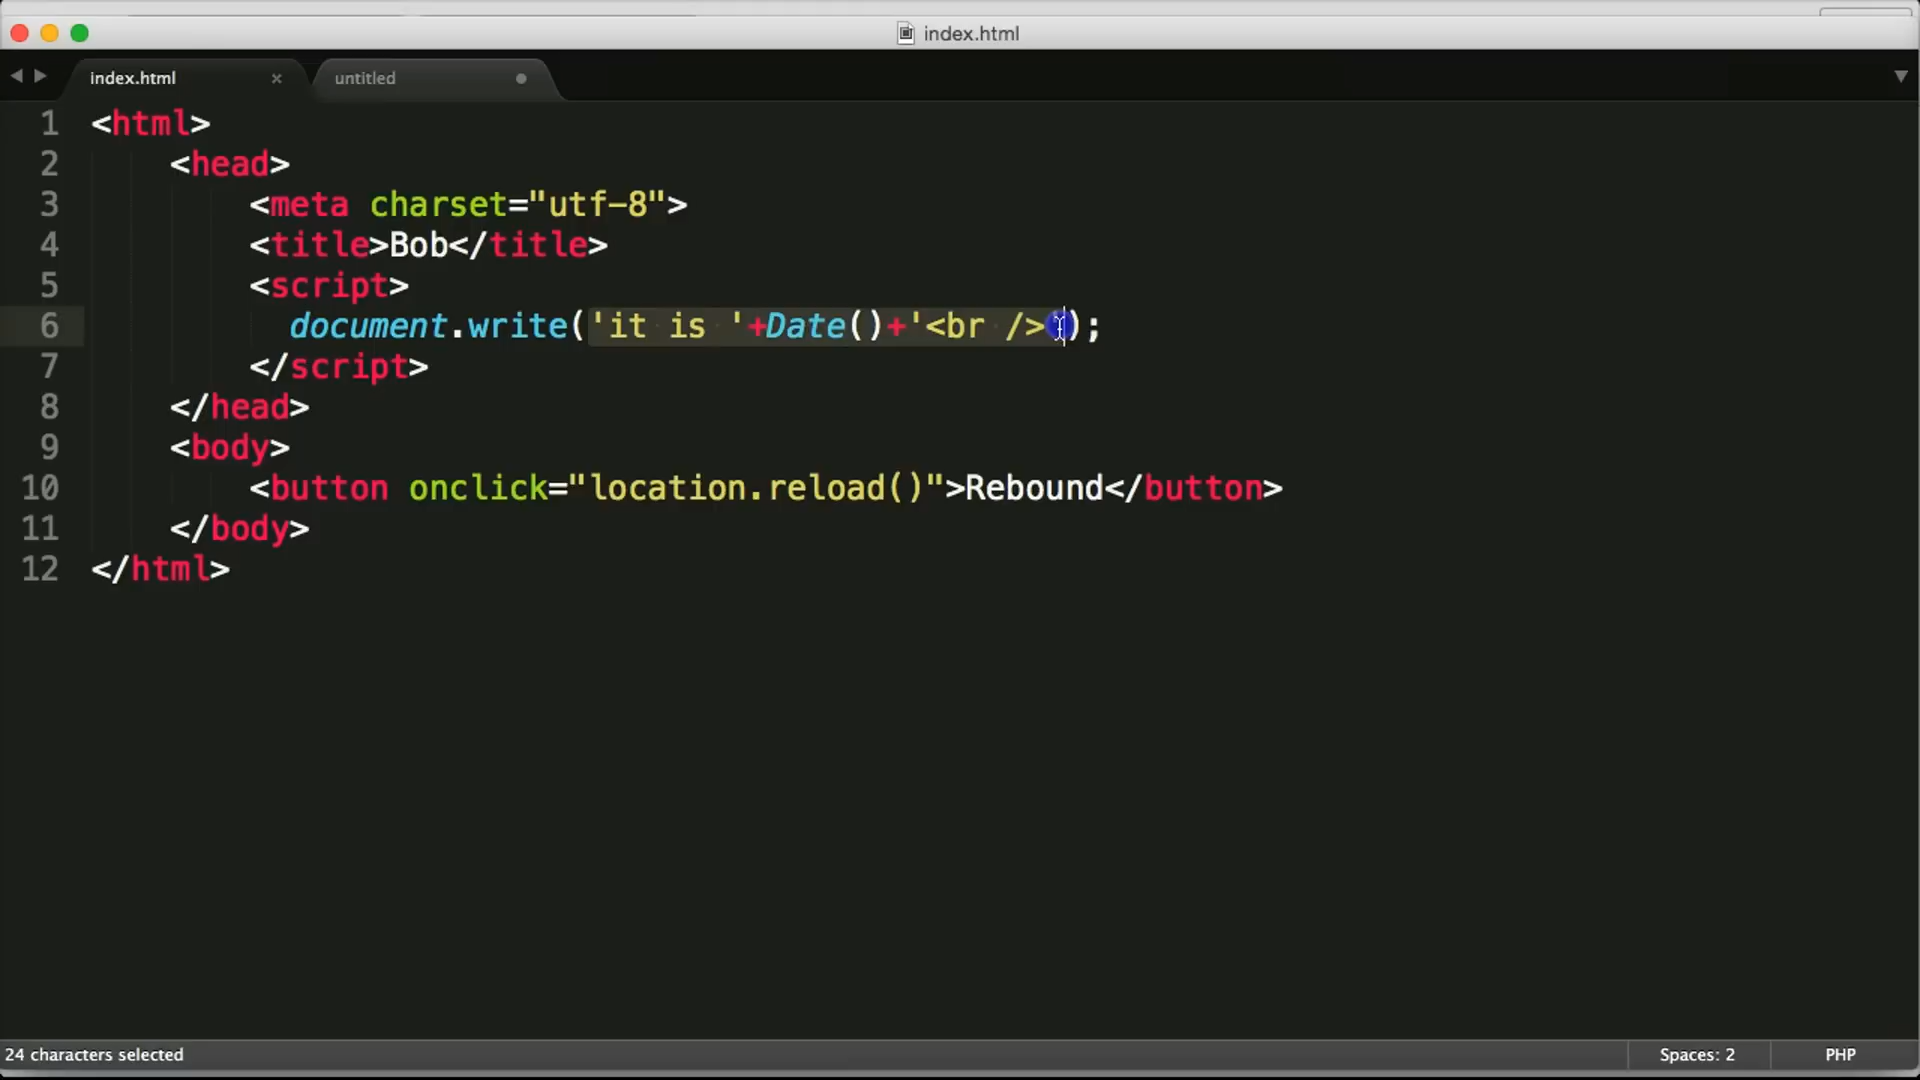 index.html
index.html × untitled
1 <html>
2 <head>
3 <meta charset="utf-8">
4 <title>Bob</title>
5 <script>
6 document.write('it is '+Date()+'<br />');
7 </script>
8 </head>
9 <body>
10 <button onclick="location.reload()">Rebound</button>
11 </body>
12 </html>
24 characters selected Spaces: 2 PHP